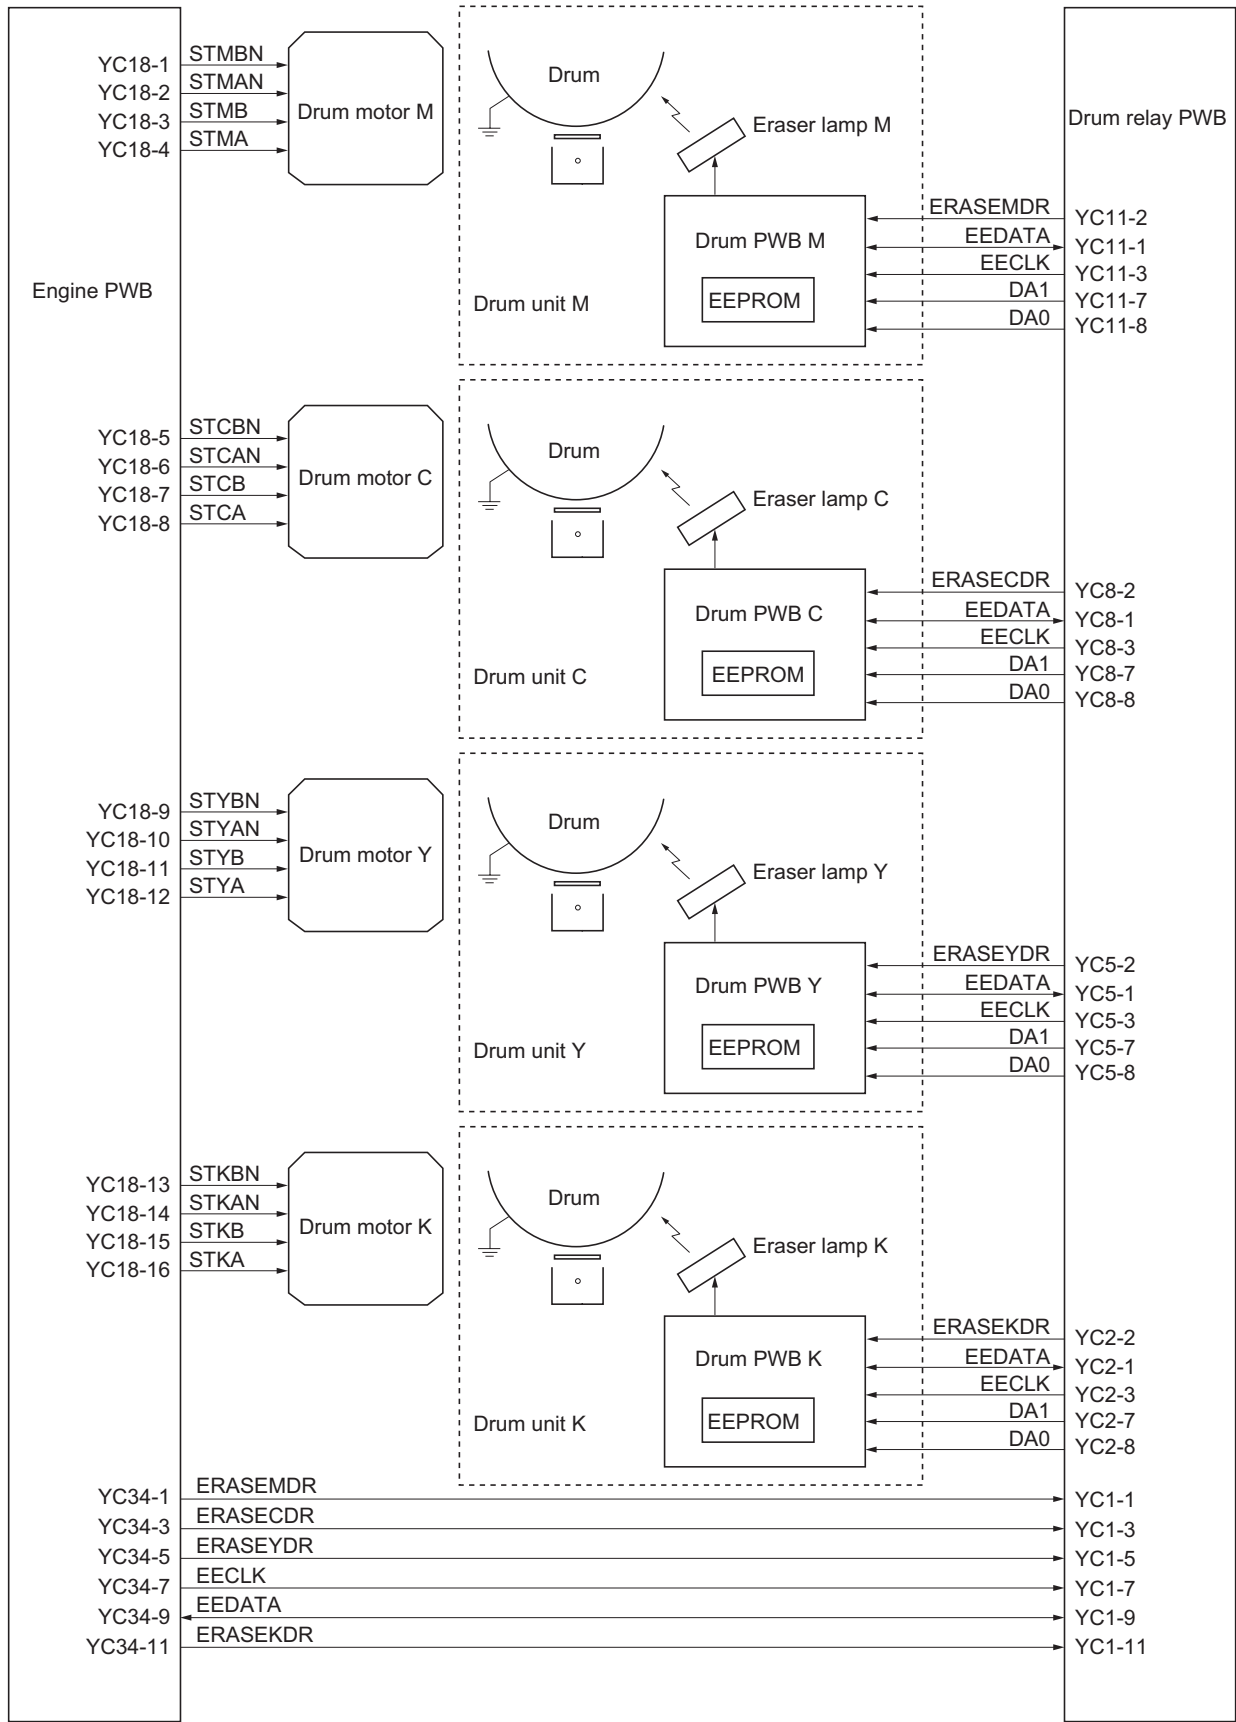 Engine PWB
Drum relay PWB
YC18-1 STMBN
YC18-2 STMAN
YC18-3 STMB
YC18-4 STMA
Drum motor M
Drum
Eraser lamp M
Drum PWB M
EEPROM
Drum unit M
ERASEMDR YC11-2
EEDATA YC11-1
EECLK YC11-3
DA1 YC11-7
DA0 YC11-8
YC18-5 STCBN
YC18-6 STCAN
YC18-7 STCB
YC18-8 STCA
Drum motor C
Drum
Eraser lamp C
Drum PWB C
EEPROM
Drum unit C
ERASECDR YC8-2
EEDATA YC8-1
EECLK YC8-3
DA1 YC8-7
DA0 YC8-8
YC18-9 STYBN
YC18-10 STYAN
YC18-11 STYB
YC18-12 STYA
Drum motor Y
Drum
Eraser lamp Y
Drum PWB Y
EEPROM
Drum unit Y
ERASEYDR YC5-2
EEDATA YC5-1
EECLK YC5-3
DA1 YC5-7
DA0 YC5-8
YC18-13 STKBN
YC18-14 STKAN
YC18-15 STKB
YC18-16 STKA
Drum motor K
Drum
Eraser lamp K
Drum PWB K
EEPROM
Drum unit K
ERASEKDR YC2-2
EEDATA YC2-1
EECLK YC2-3
DA1 YC2-7
DA0 YC2-8
YC34-1 ERASEMDR YC1-1
YC34-3 ERASECDR YC1-3
YC34-5 ERASEYDR YC1-5
YC34-7 EECLK YC1-7
YC34-9 EEDATA YC1-9
YC34-11 ERASEKDR YC1-11